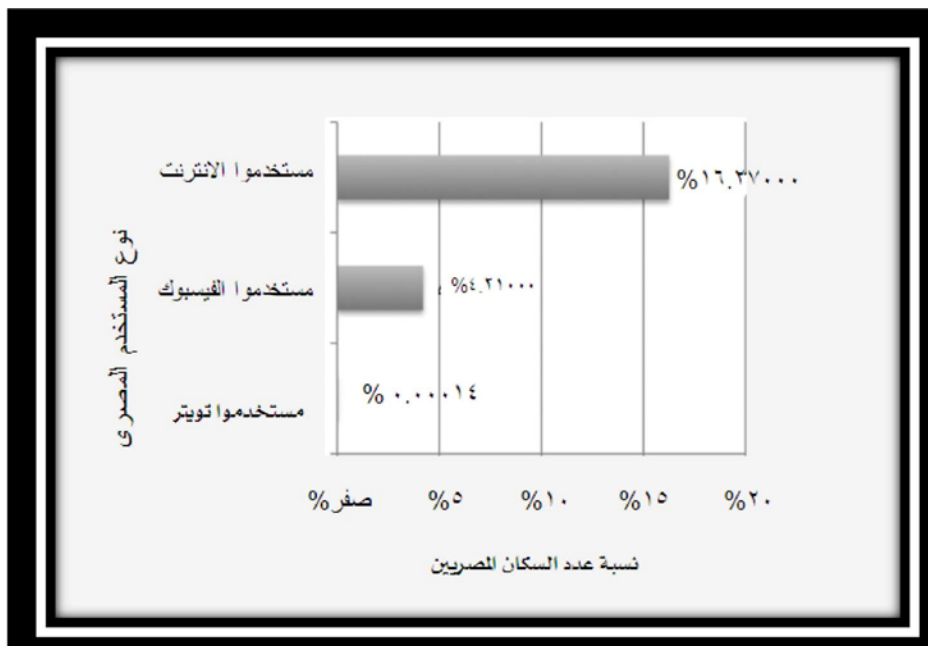 مستخدموا الانترنت
%١٦.٢٧٠٠٠
مستخدموا الفيسبوك
%٤.٢١٠٠٠
مستخدموا تويتر
% ٠.٠٠٠١٤
نوع المستخدم المصرى
صفر% %٥ %١٠ %١٥ %٢٠
نسبة عدد السكان المصريين